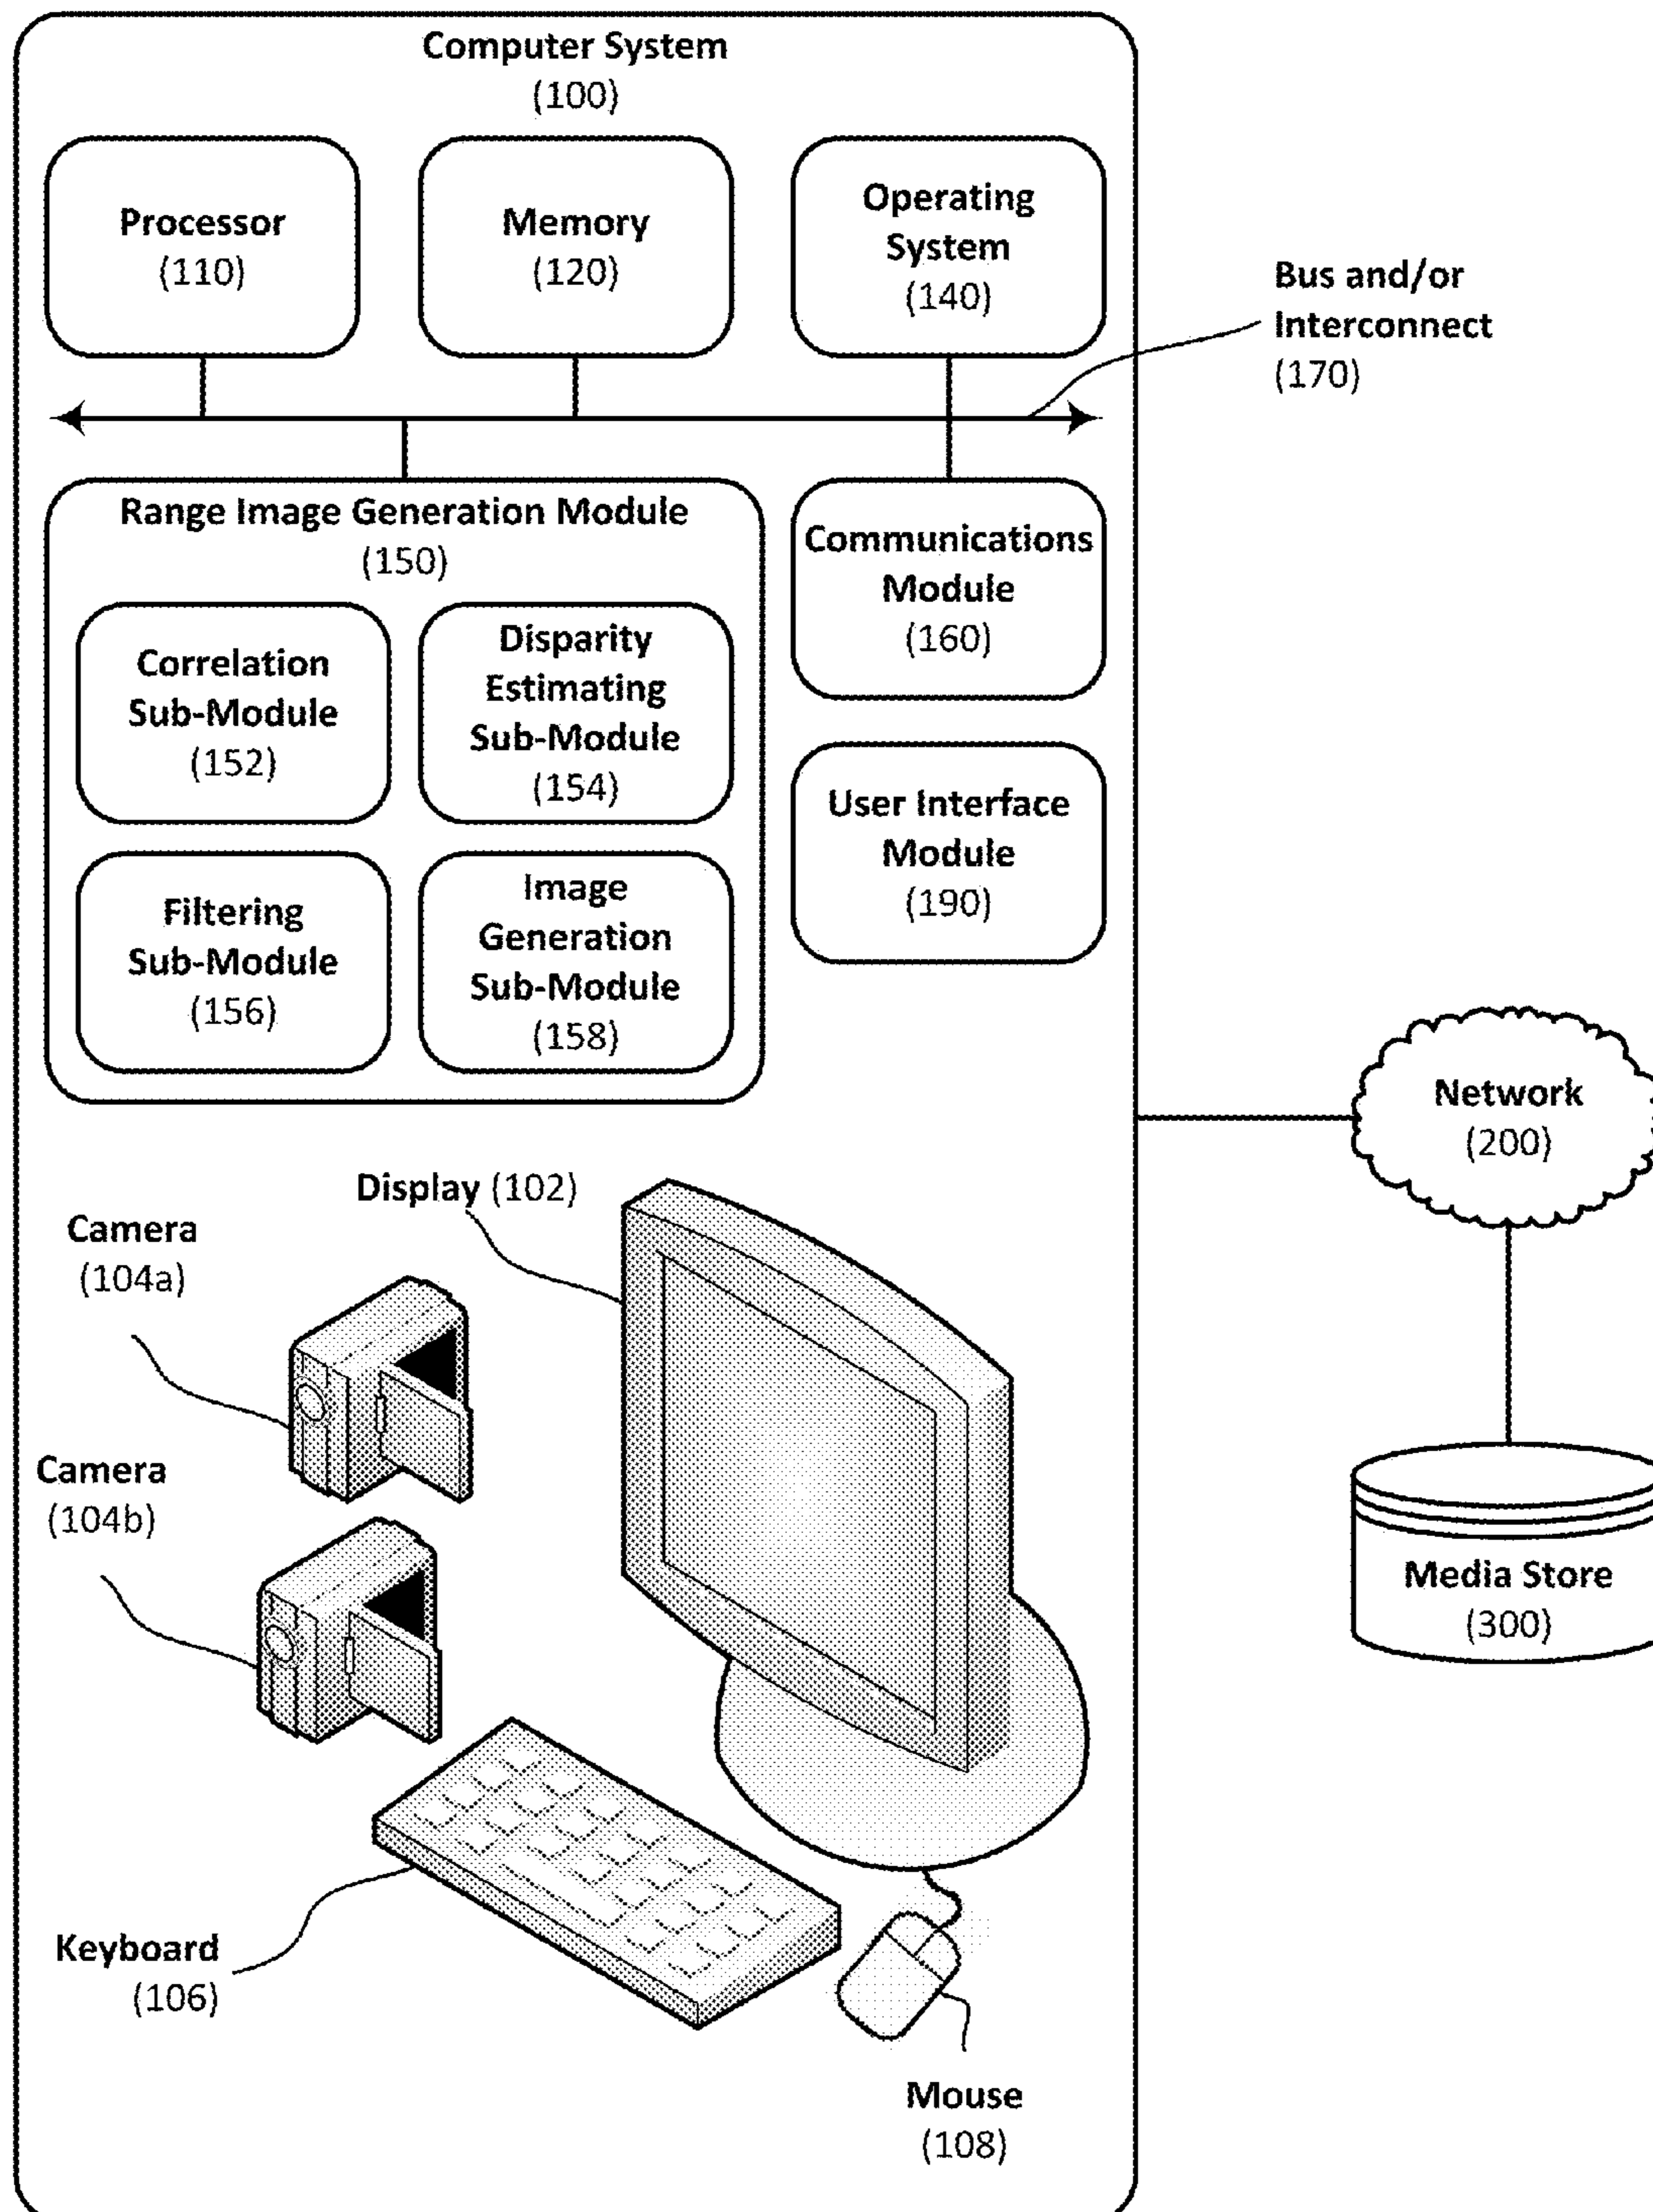 Computer System
(100)
Processor
(110)
Memory
(120)
Operating
System
(140)
Bus and/or
Interconnect
(170)
Range Image Generation Module
(150)
Correlation
Sub-Module
(152)
Disparity
Estimating
Sub-Module
(154)
Filtering
Sub-Module
(156)
Image
Generation
Sub-Module
(158)
Communications
Module
(160)
User Interface
Module
(190)
Network
(200)
Media Store
(300)
Display (102)
Camera
(104a)
Camera
(104b)
Keyboard
(106)
Mouse
(108)